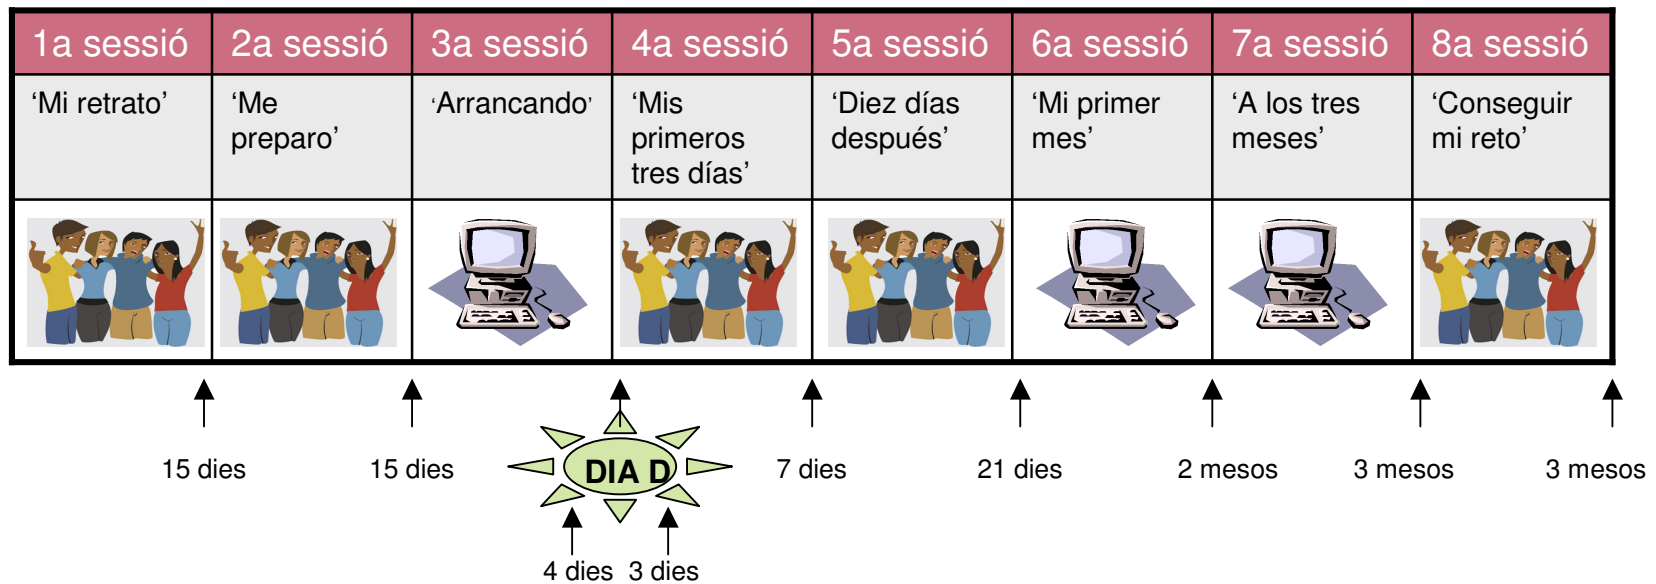 1a sessió 2a sessió 3a sessió 4a sessió 5a sessió 6a sessió 7a sessió 8a sessió
‘Mi retrato’
‘Me
preparo’
‘Arrancando’
‘Mis
primeros
tres días’
‘Diez días
después’
‘Mi primer
mes’
‘A los tres
meses’
‘Conseguir
mi reto’
15 dies 15 dies DIA D 7 dies 21 dies 2 mesos 3 mesos 3 mesos
4 dies 3 dies